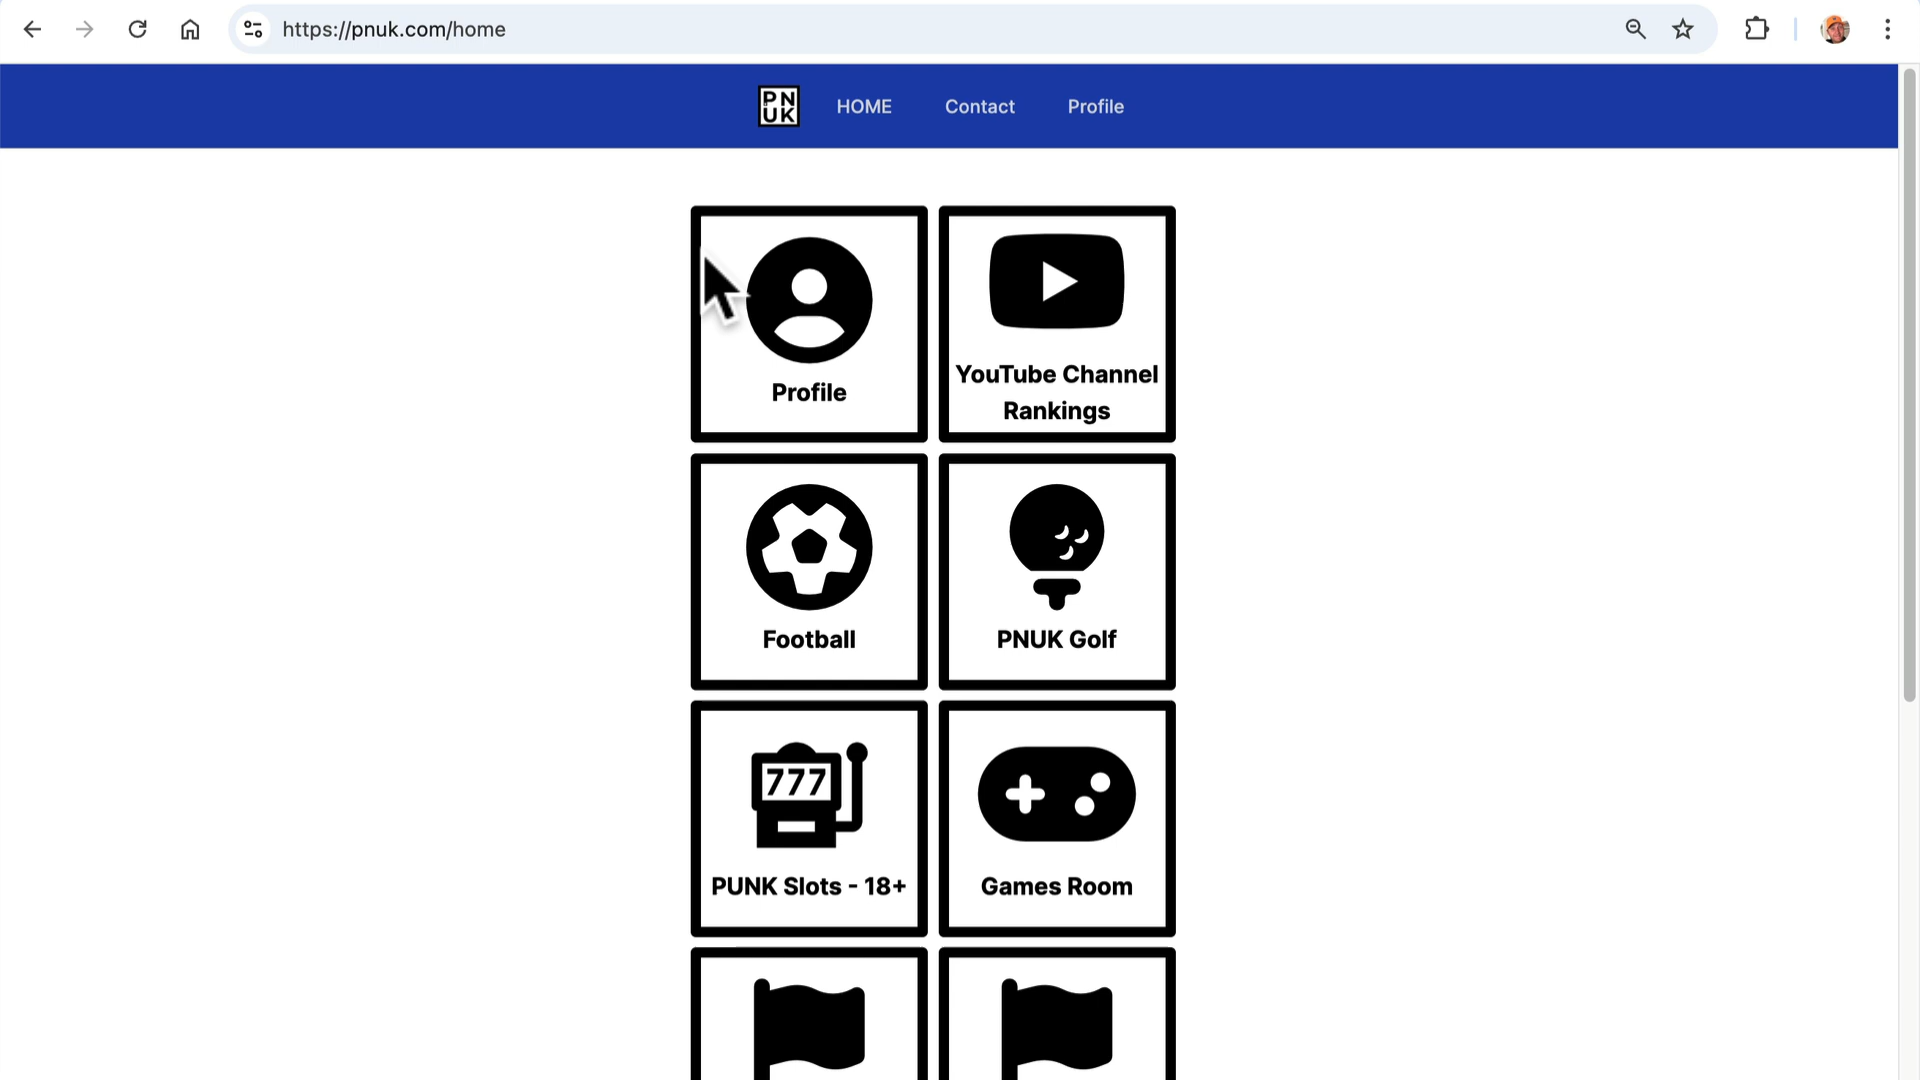 https://pnuk.com/home
PN
UK
HOME Contact Profile
Profile
YouTube Channel
Rankings
Football
PNUK Golf
777
PUNK Slots - 18+
Games Room